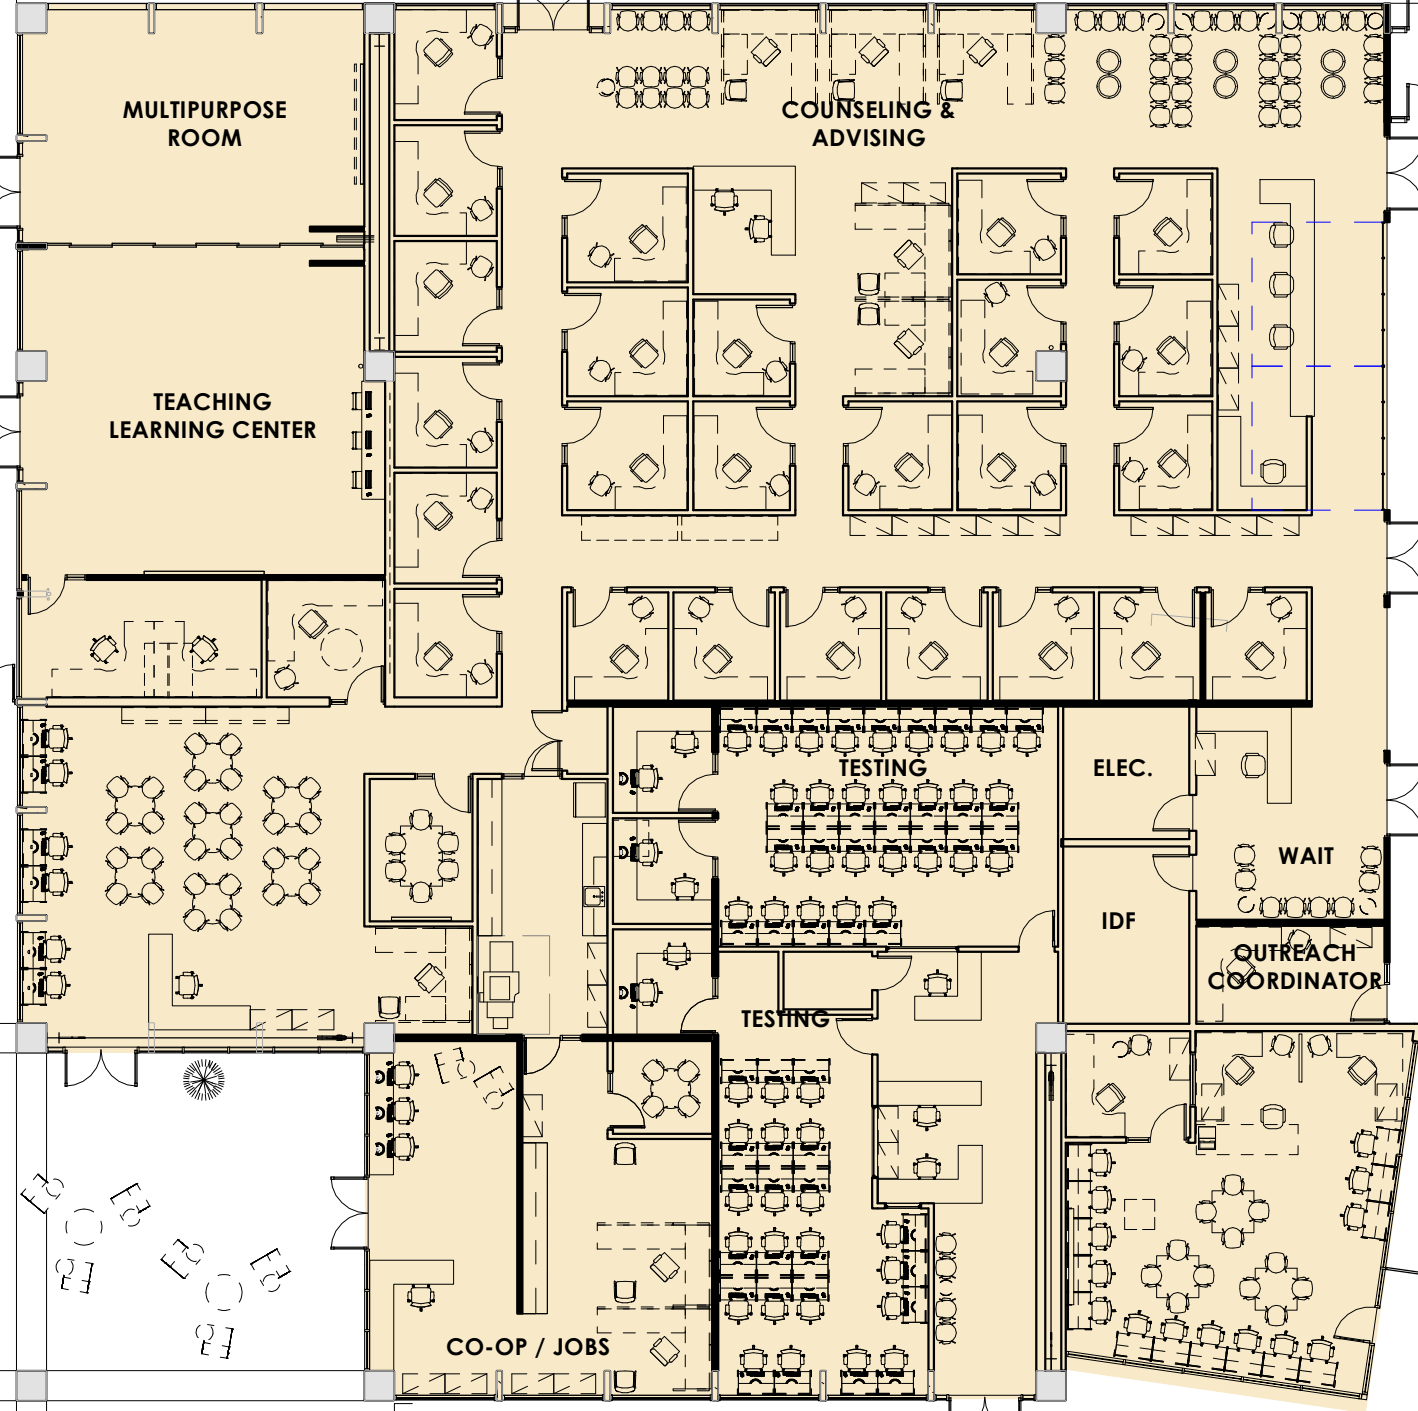 MULTIPURPOSE
ROOM
COUNSELING &
ADVISING
TEACHING
LEARNING CENTER
TESTING
ELEC.
WAIT
IDF
OUTREACH
COORDINATOR
TESTING
CO-OP / JOBS